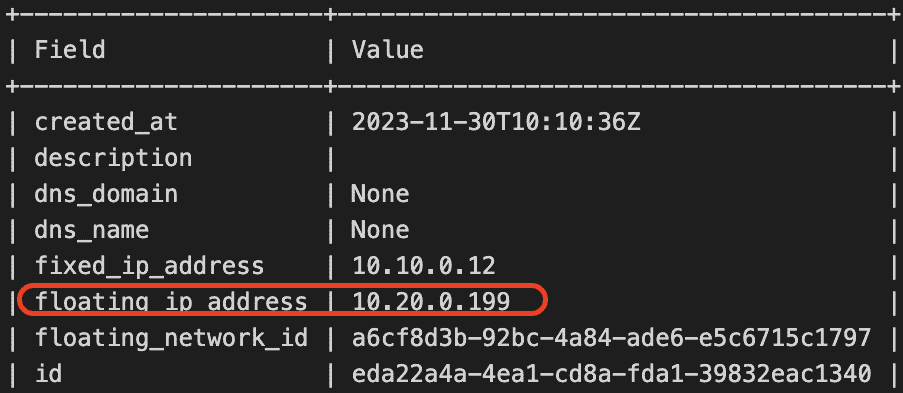 +---------------------+--------------------------------------+
| Field | Value |
+---------------------+--------------------------------------+
| created_at | 2023-11-30T10:10:36Z |
| description | |
| dns_domain | None |
| dns_name | None |
| fixed_ip_address | 10.10.0.12 |
| floating_ip_address | 10.20.0.199 |
| floating_network_id | a6cf8d3b-92bc-4a84-ade6-e5c6715c1797 |
| id | eda22a4a-4ea1-cd8a-fda1-39832eac1340 |